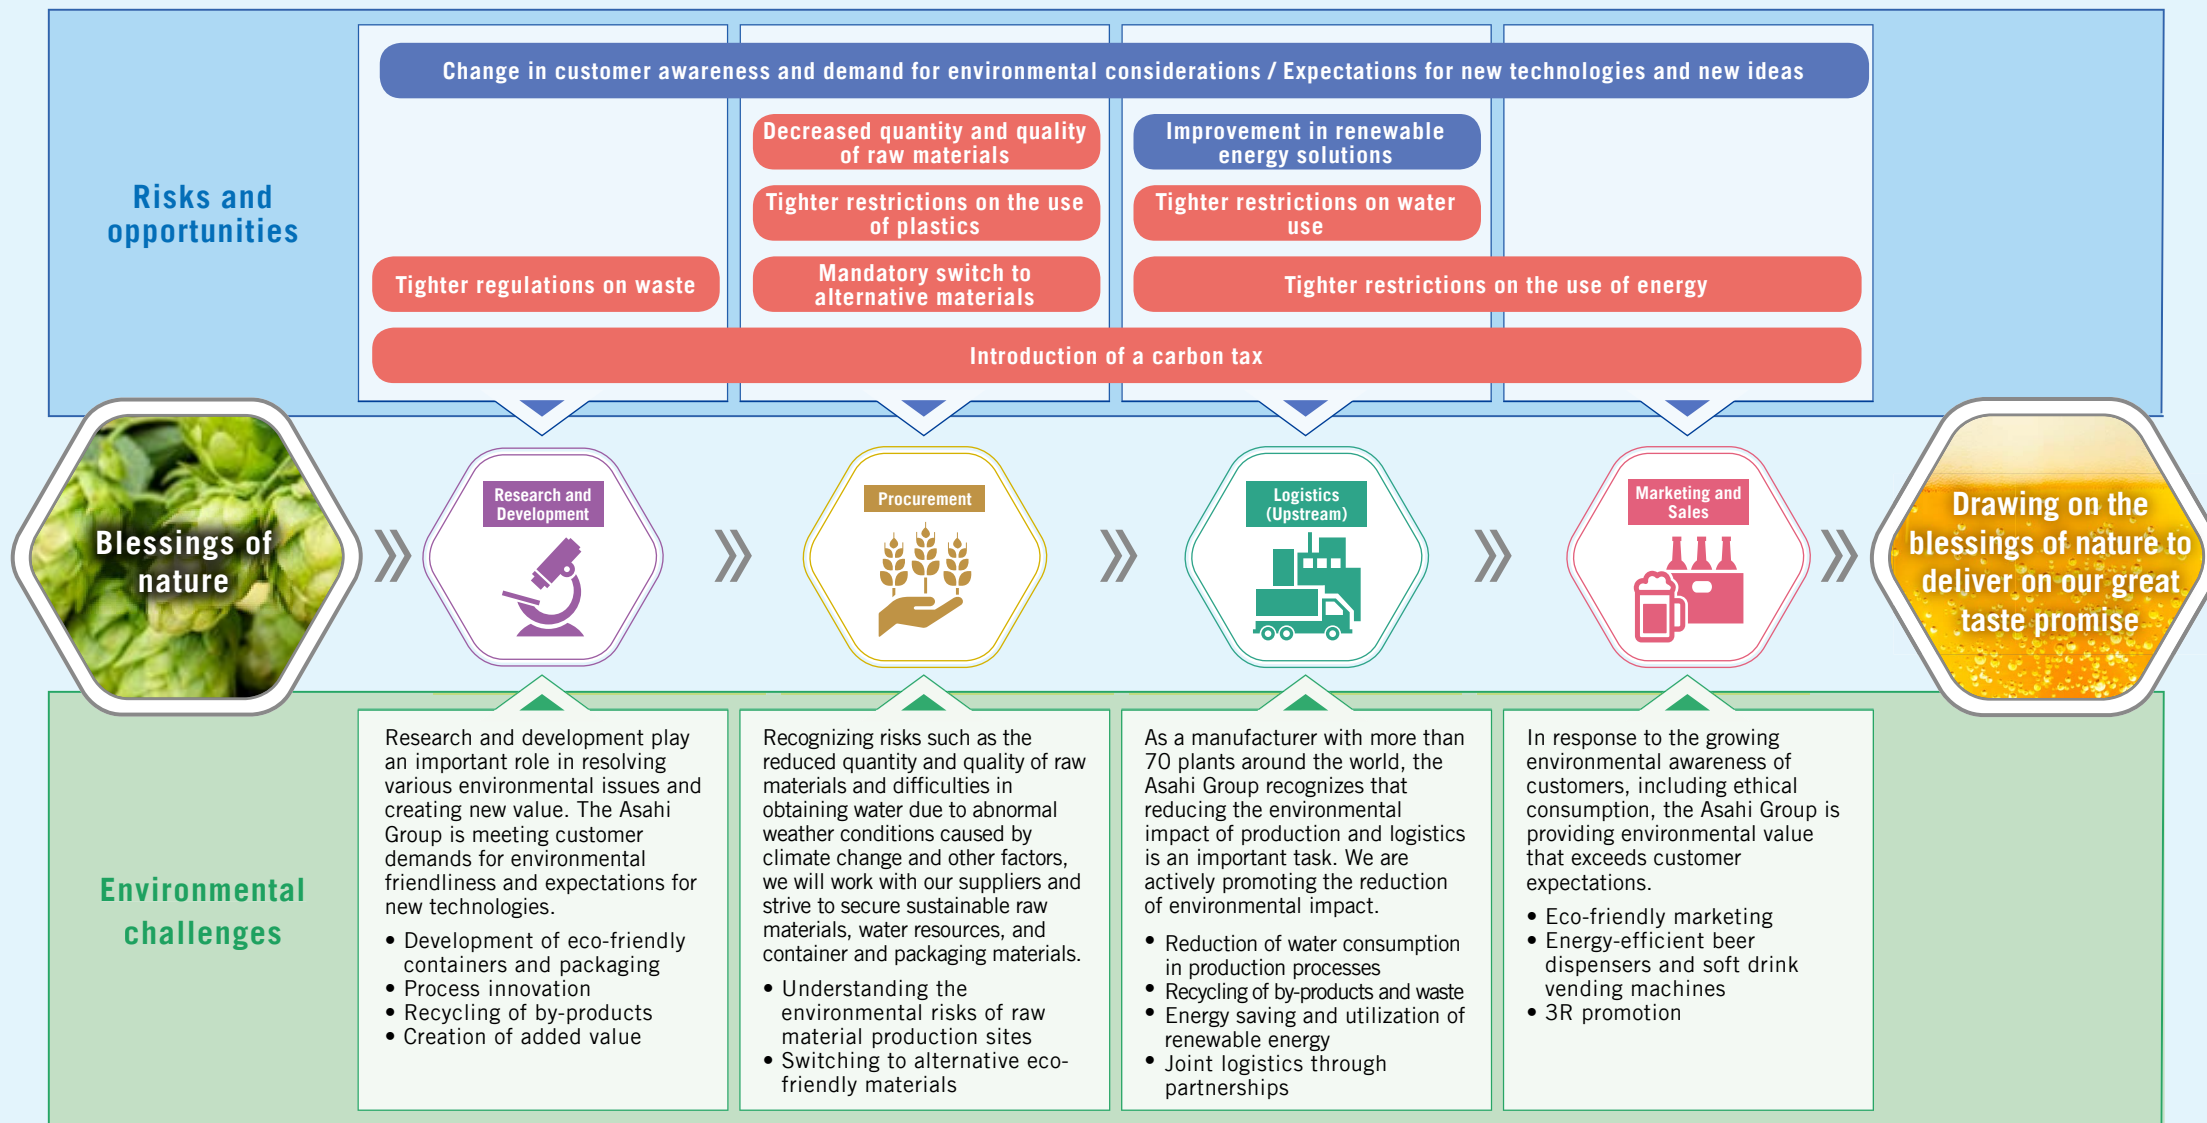 Risks and
opportunities
Change in customer awareness and demand for environmental considerations / Expectations for new technologies and new ideas
Decreased quantity and quality
of raw materials
Improvement in renewable
energy solutions
Tighter restrictions on the use
of plastics
Tighter restrictions on water
use
Tighter regulations on waste
Mandatory switch to
alternative materials
Tighter restrictions on the use of energy
Introduction of a carbon tax
Blessings of
nature
Research and
Development
Procurement
Logistics
(Upstream)
Marketing and
Sales
Drawing on the
blessings of nature to
deliver on our great
taste promise
Environmental
challenges
Research and development play
an important role in resolving
various environmental issues and
creating new value. The Asahi
Group is meeting customer
demands for environmental
friendliness and expectations for
new technologies.
• Development of eco-friendly
containers and packaging
• Process innovation
• Recycling of by-products
• Creation of added value
Recognizing risks such as the
reduced quantity and quality of raw
materials and difficulties in
obtaining water due to abnormal
weather conditions caused by
climate change and other factors,
we will work with our suppliers and
strive to secure sustainable raw
materials, water resources, and
container and packaging materials.
• Understanding the
environmental risks of raw
material production sites
• Switching to alternative eco-
friendly materials
As a manufacturer with more than
70 plants around the world, the
Asahi Group recognizes that
reducing the environmental
impact of production and logistics
is an important task. We are
actively promoting the reduction
of environmental impact.
• Reduction of water consumption
in production processes
• Recycling of by-products and waste
• Energy saving and utilization of
renewable energy
• Joint logistics through
partnerships
In response to the growing
environmental awareness of
customers, including ethical
consumption, the Asahi Group is
providing environmental value
that exceeds customer
expectations.
• Eco-friendly marketing
• Energy-efficient beer
dispensers and soft drink
vending machines
• 3R promotion